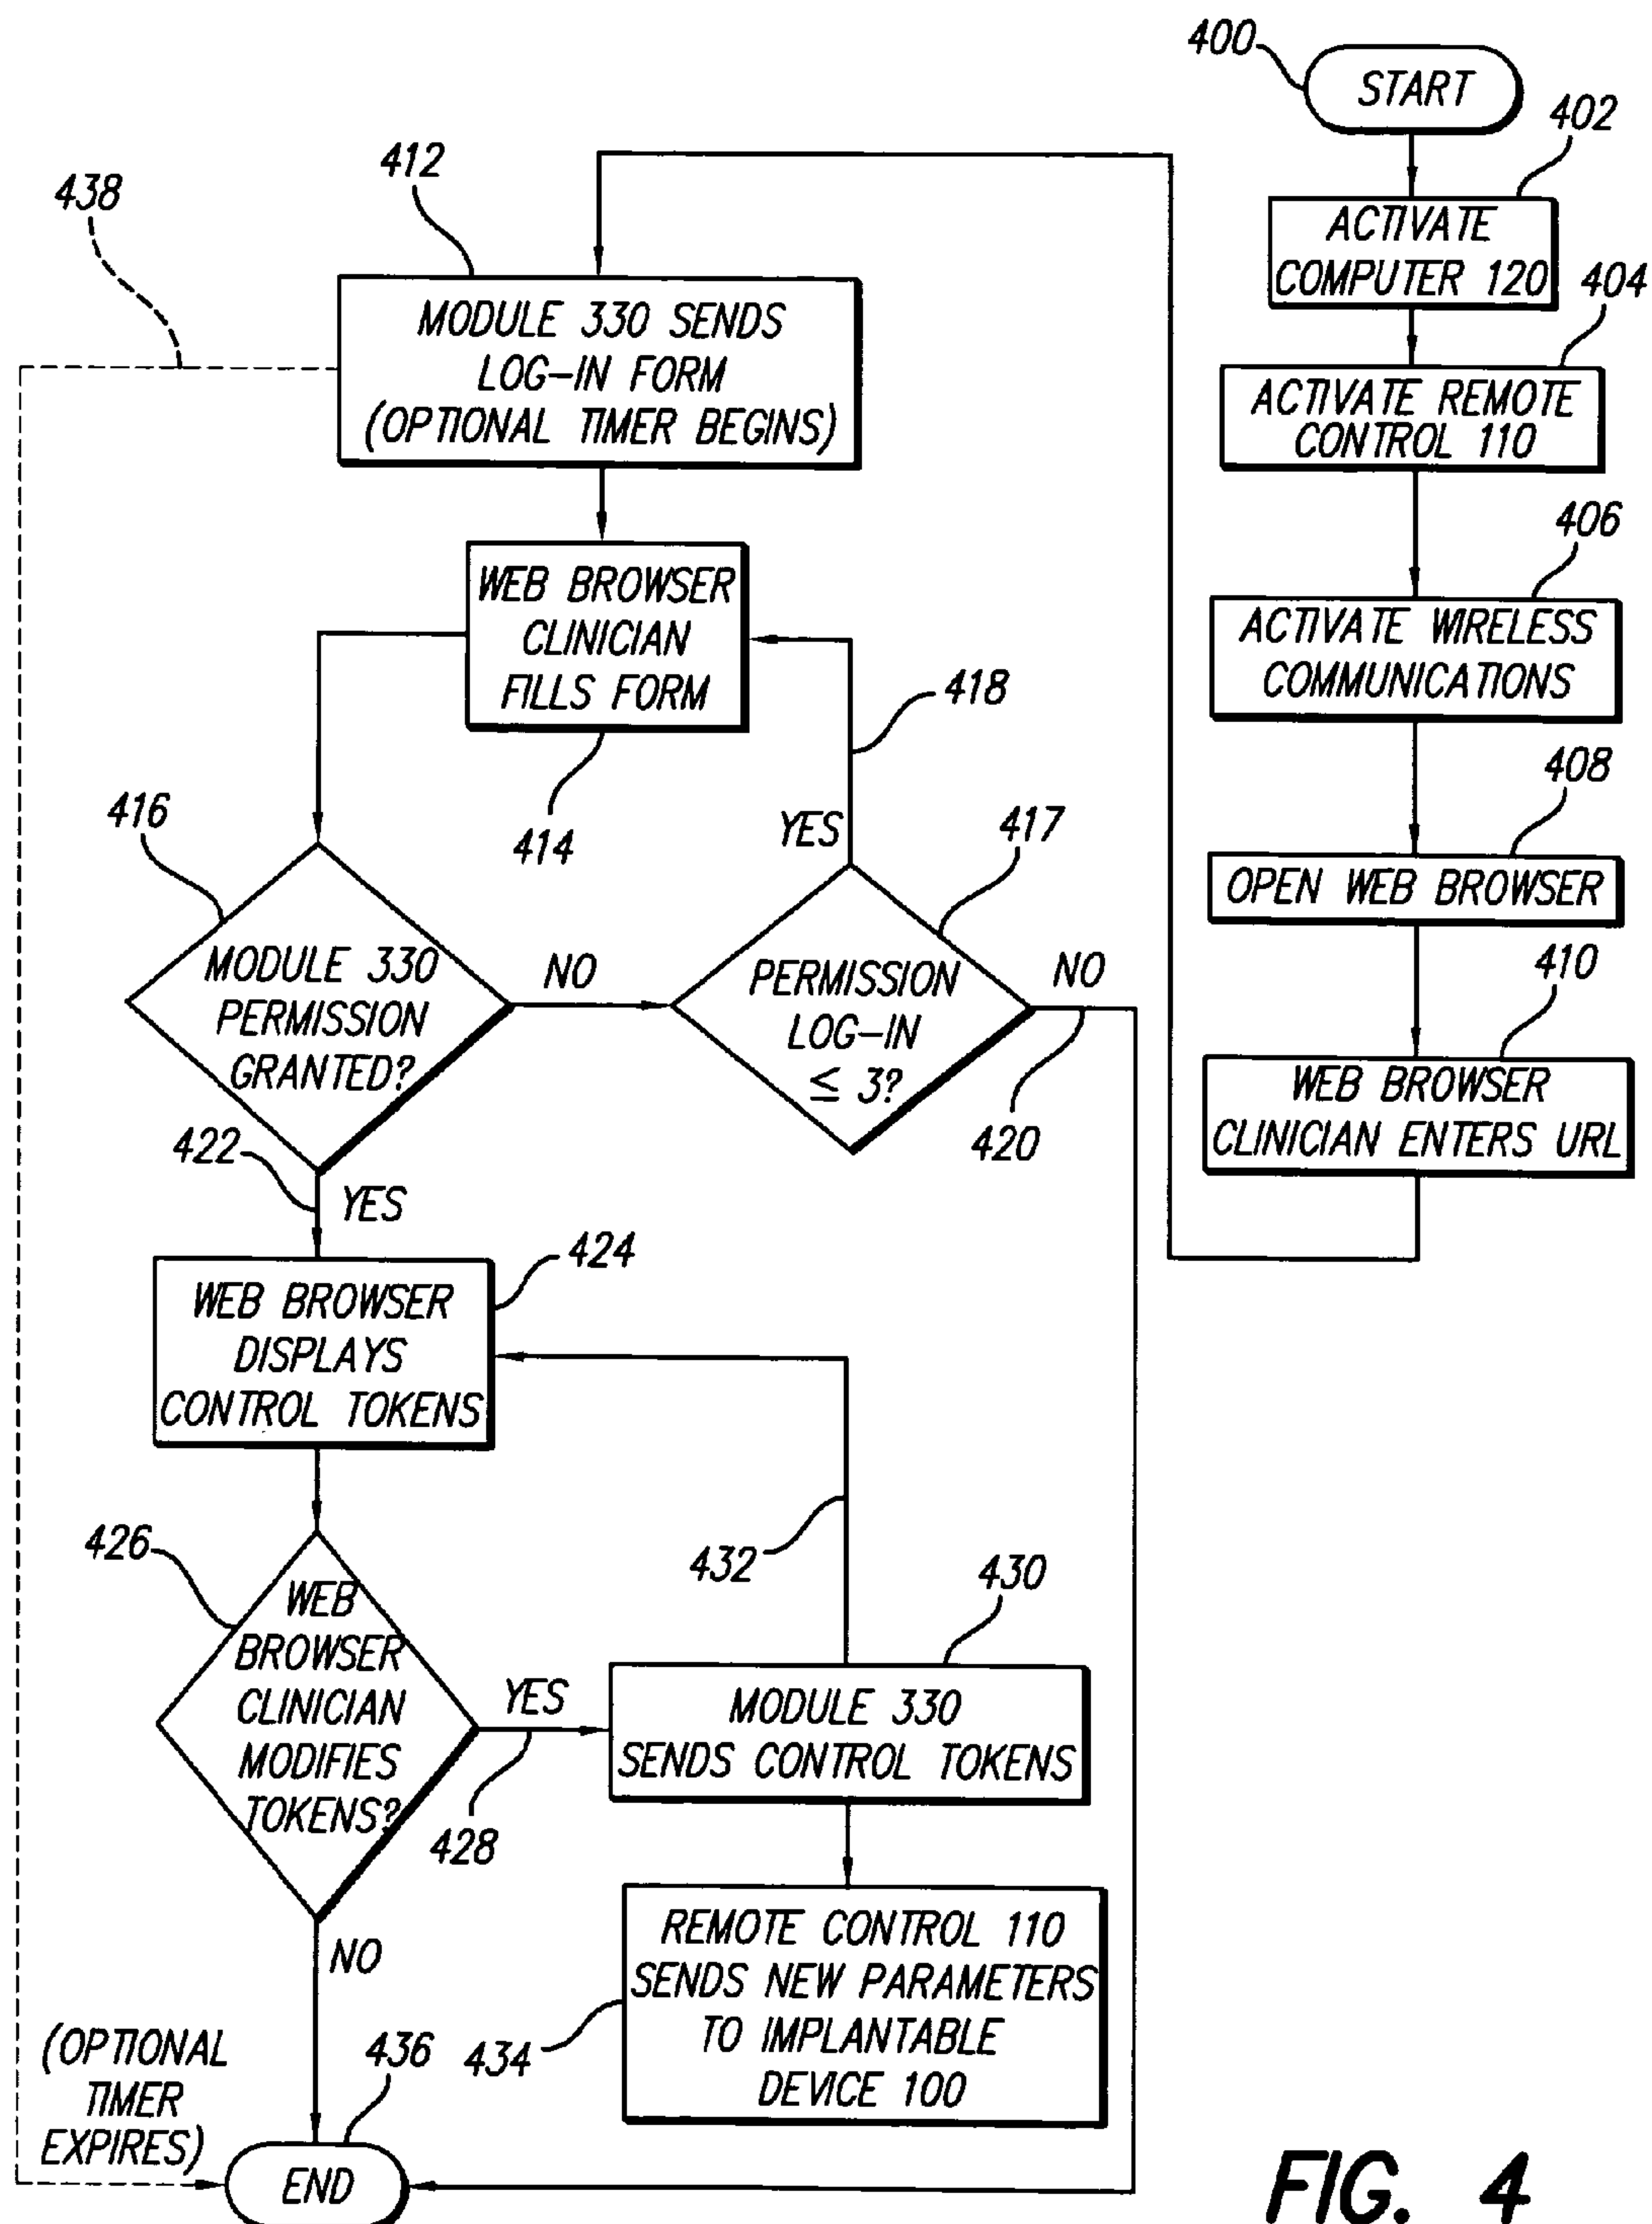 400
START
402
ACTIVATE
COMPUTER 120
404
ACTIVATE REMOTE
CONTROL 110
406
ACTIVATE WIRELESS
COMMUNICATIONS
408
OPEN WEB BROWSER
410
WEB BROWSER
CLINICIAN ENTERS URL
412
438
MODULE 330 SENDS
LOG-IN FORM
(OPTIONAL TIMER BEGINS)
WEB BROWSER
CLINICIAN
FILLS FORM
414
418
416
MODULE 330
PERMISSION
GRANTED?
NO
YES
417
PERMISSION
LOG-IN
≤ 3?
NO
420
422
YES
424
WEB BROWSER
DISPLAYS
CONTROL TOKENS
426
WEB
BROWSER
CLINICIAN
MODIFIES
TOKENS?
YES
428
432
430
MODULE 330
SENDS CONTROL TOKENS
REMOTE CONTROL 110
SENDS NEW PARAMETERS
TO IMPLANTABLE
DEVICE 100
434
NO
(OPTIONAL
TIMER
EXPIRES)
436
END
FIG. 4